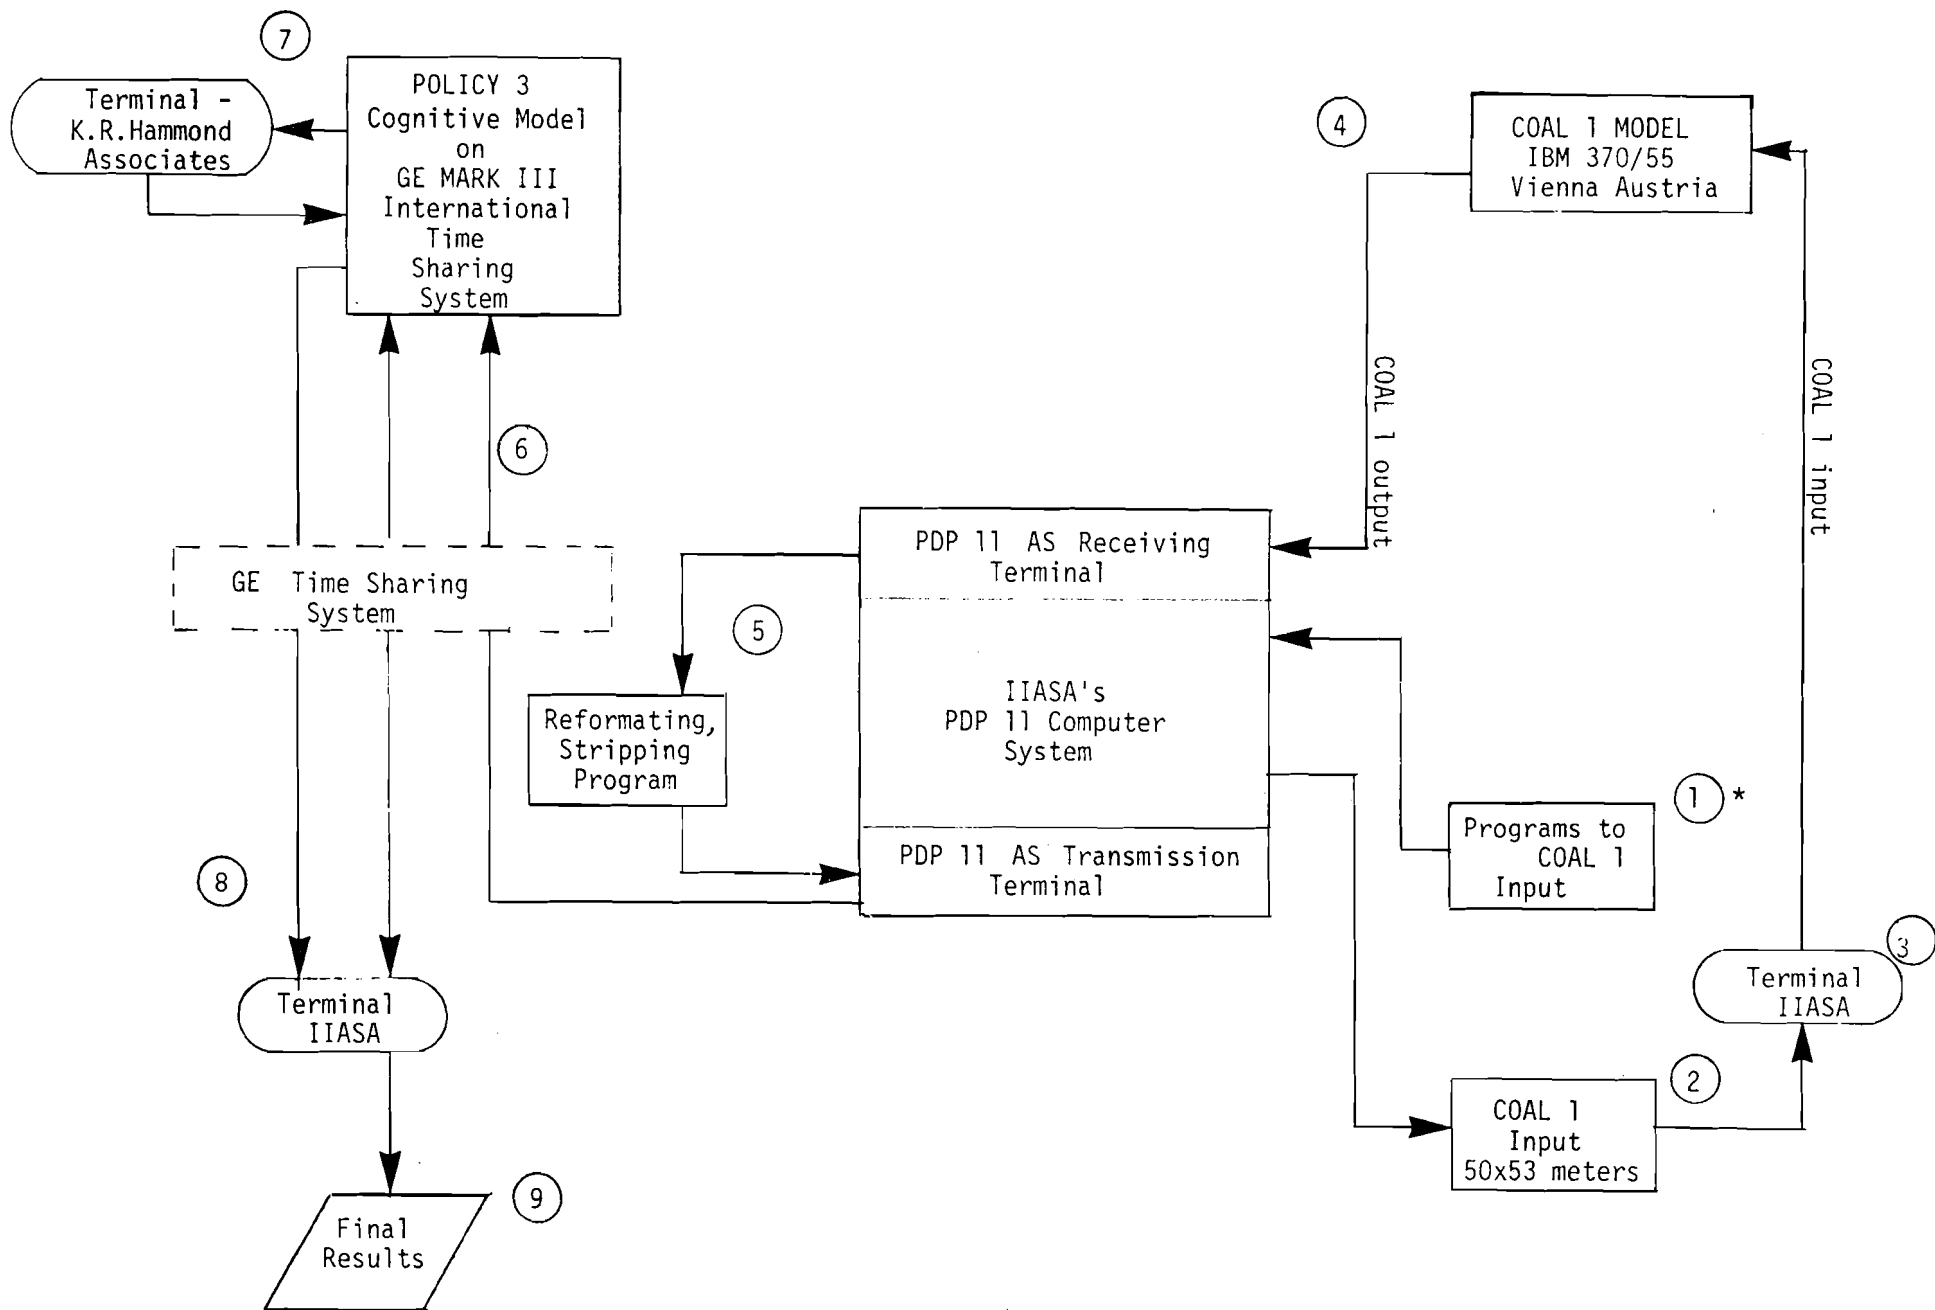 7
Terminal -
K.R.Hammond
Associates
POLICY 3
Cognitive Model
on
GE MARK III
International
Time
Sharing
System
4
COAL 1 MODEL
IBM 370/55
Vienna Austria
COAL 1 output
COAL 1 input
6
GE Time Sharing
System
PDP 11 AS Receiving
Terminal
5
Reformating,
Stripping
Program
IIASA's
PDP 11 Computer
System
PDP 11 AS Transmission
Terminal
1 *
Programs to
COAL 1
Input
8
3
Terminal
IIASA
Terminal
IIASA
2
COAL 1
Input
50x53 meters
9
Final
Results